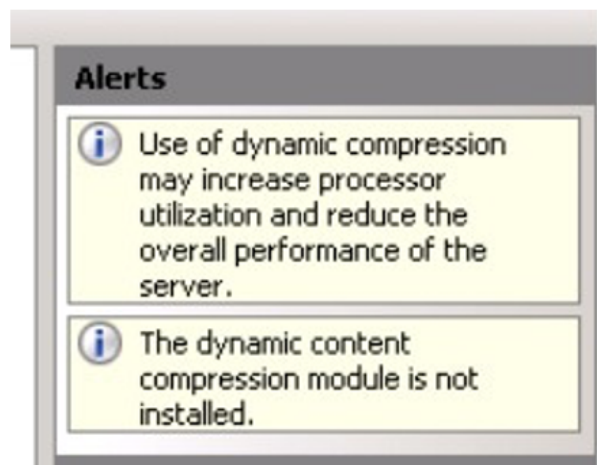 Alerts
Use of dynamic compression
may increase processor
utilization and reduce the
overall performance of the
server.
The dynamic content
compression module is not
installed.